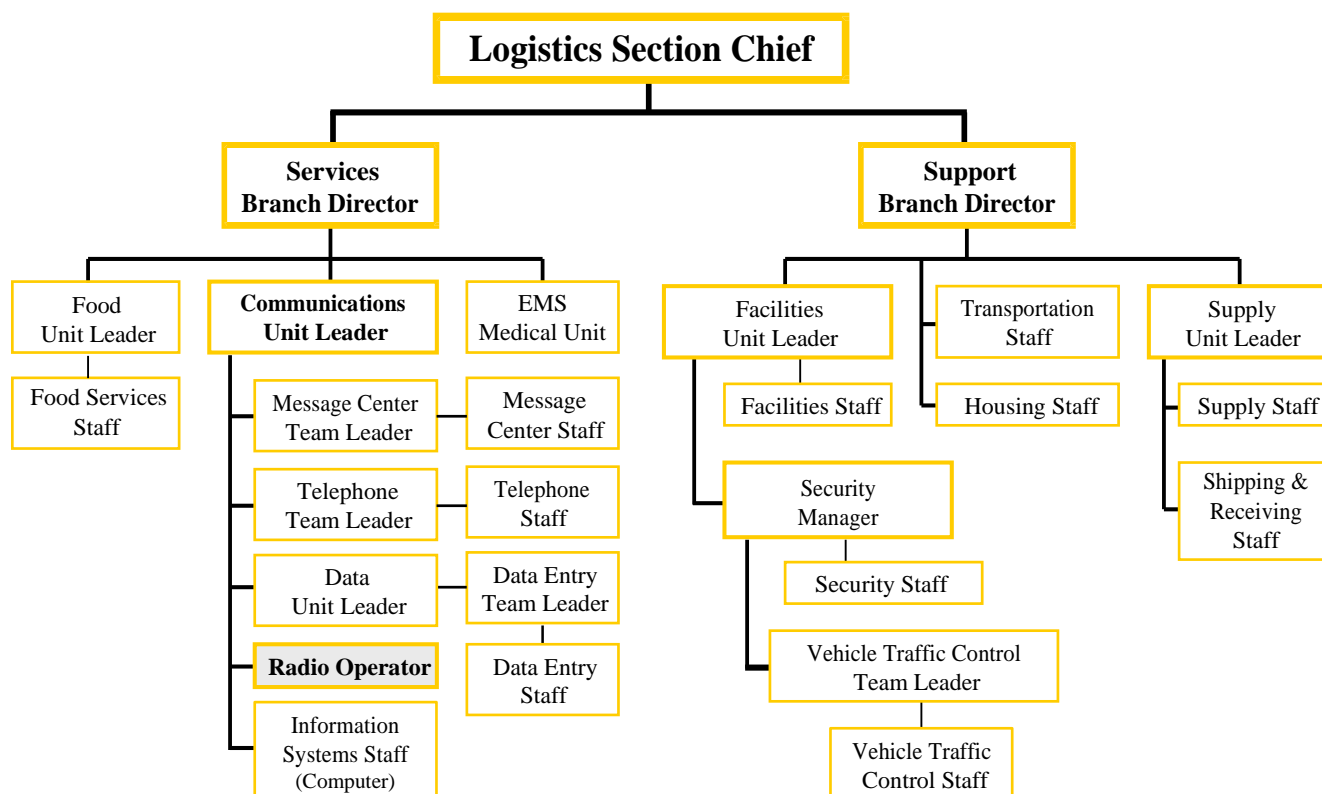 Logistics Section Chief
Services
Branch Director
Support
Branch Director
Food
Unit Leader
Communications
Unit Leader
EMS
Medical Unit
Facilities
Unit Leader
Transportation
Staff
Supply
Unit Leader
Food Services
Staff
Message Center
Team Leader
Message
Center Staff
Facilities Staff
Housing Staff
Supply Staff
Telephone
Team Leader
Telephone
Staff
Security
Manager
Shipping &
Receiving
Staff
Data
Unit Leader
Data Entry
Team Leader
Security Staff
Radio Operator
Data Entry
Staff
Vehicle Traffic Control
Team Leader
Information
Systems Staff
(Computer)
Vehicle Traffic
Control Staff